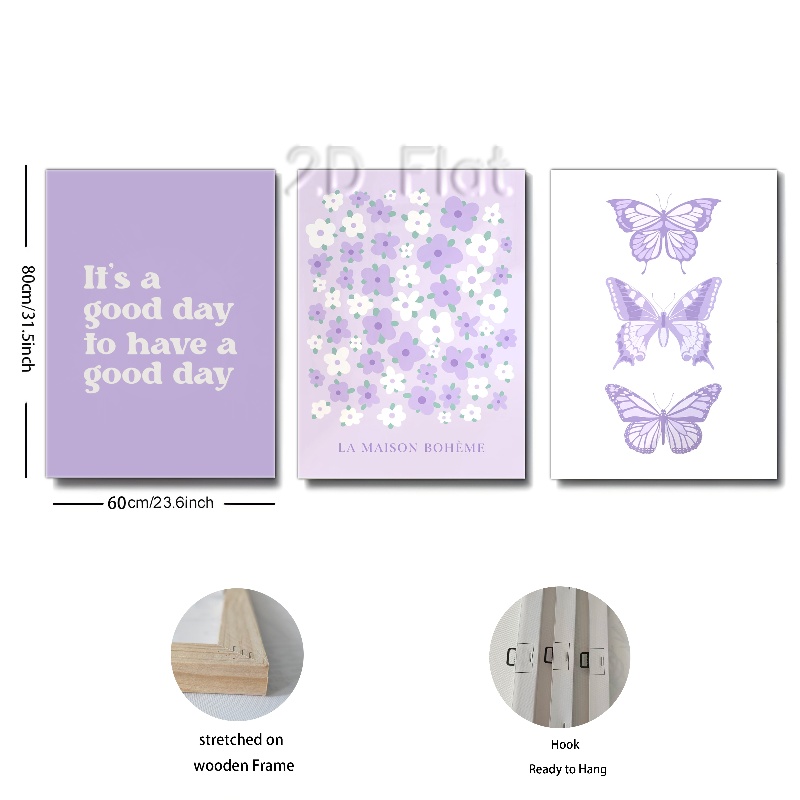 2D Flat
It's a
good day
to have a
good day
LA MAISON BOHÈME
80cm/31.5inch
60cm/23.6inch
stretched on
wooden Frame
Hook
Ready to Hang